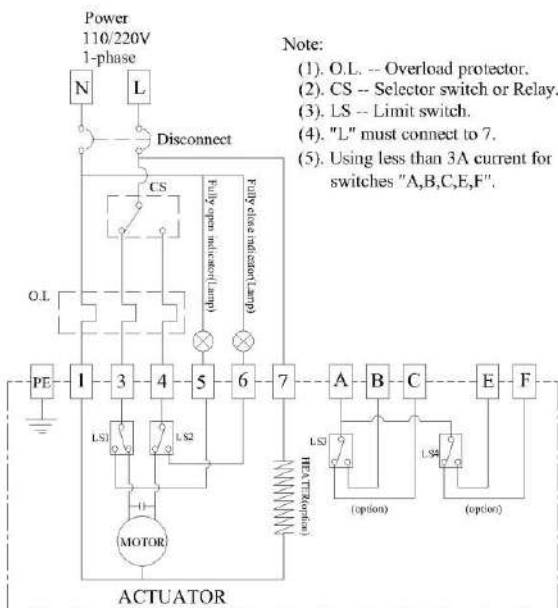 Power
110/220V
1-phase
N
L
Disconnect
CS
Fully open indicator(Lamp)
Fully close indicator(Lamp)
O.L
Note:
(1). O.L. -- Overload protector.
(2). CS -- Selector switch or Relay.
(3). LS -- Limit switch.
(4). "L" must connect to 7.
(5). Using less than 3A current for
switches "A,B,C,E,F".
PE
1
3
4
5
6
7
A
B
C
E
F
LS1
LS2
LS3
LS4
HEATER(option)
(option)
(option)
MOTOR
ACTUATOR